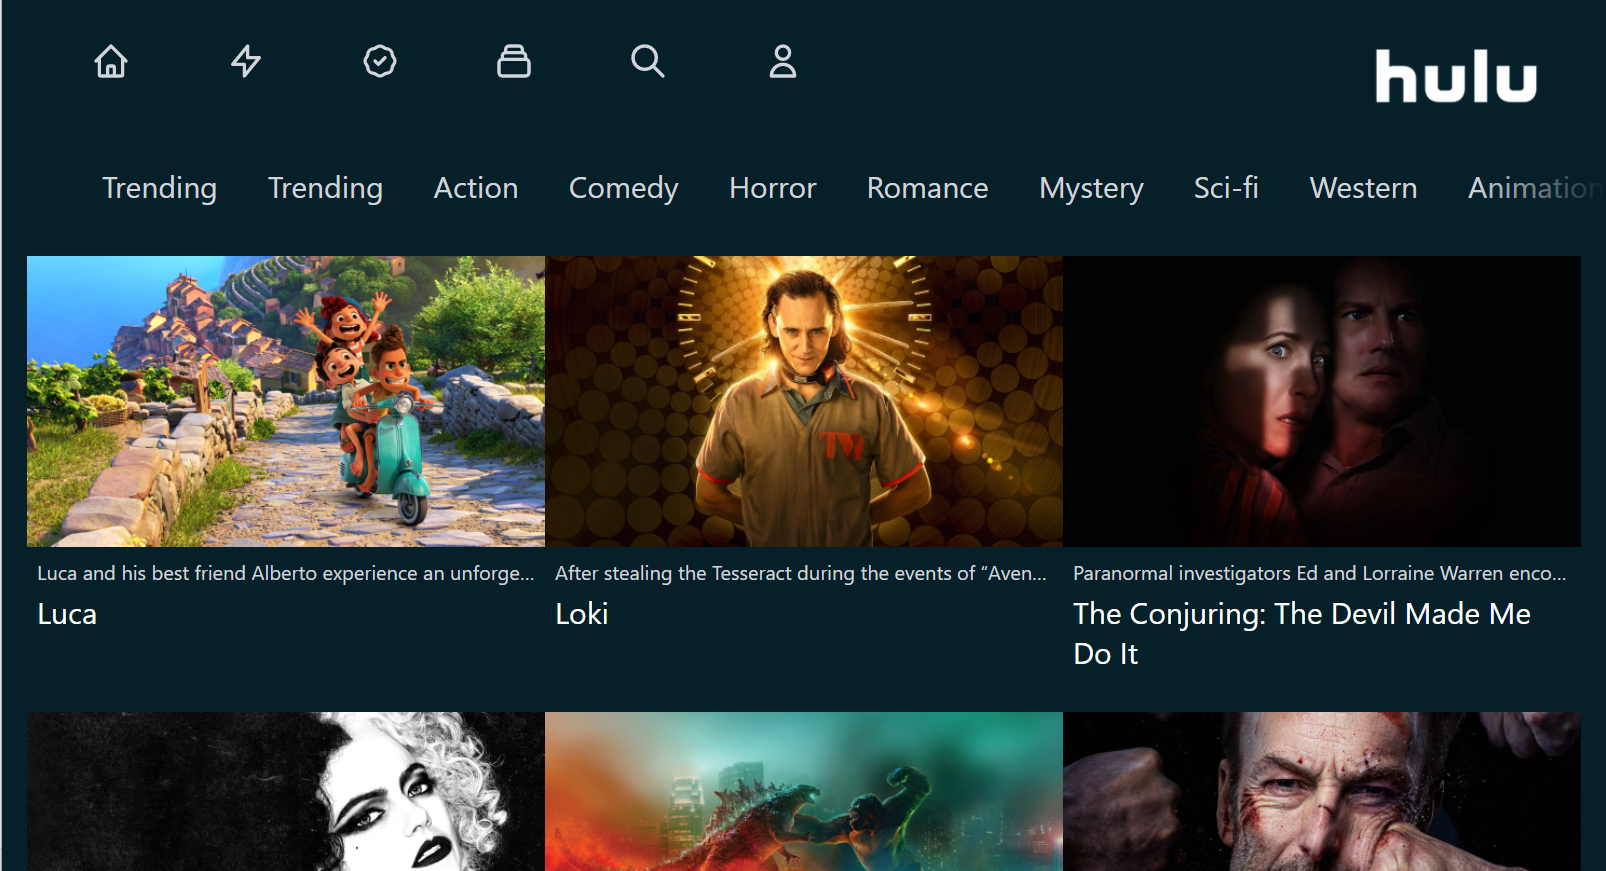 hulu
Trending Trending Action Comedy Horror Romance Mystery Sci-fi Western Animation
Luca and his best friend Alberto experience an unforge...
Luca
After stealing the Tesseract during the events of “Aven...
Loki
Paranormal investigators Ed and Lorraine Warren enco...
The Conjuring: The Devil Made Me
Do It